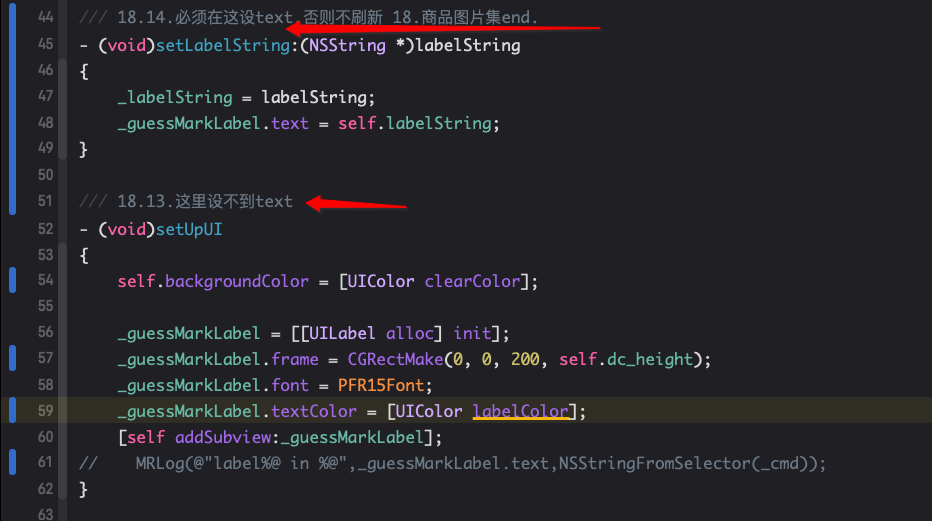 44 /// 18.14.必须在这设text 否则不刷新 18.商品图片集end.
45 - (void)setLabelString:(NSString *)labelString
46 {
47 _labelString = labelString;
48 _guessMarkLabel.text = self.labelString;
49 }
50
51 /// 18.13.这里设不到text
52 - (void)setUpUI
53 {
54 self.backgroundColor = [UIColor clearColor];
55
56 _guessMarkLabel = [[UILabel alloc] init];
57 _guessMarkLabel.frame = CGRectMake(0, 0, 200, self.dc_height);
58 _guessMarkLabel.font = PFR15Font;
59 _guessMarkLabel.textColor = [UIColor labelColor];
60 [self addSubview:_guessMarkLabel];
61 // MRLog(@"label%@ in %@",_guessMarkLabel.text,NSStringFromSelector(_cmd));
62 }
63